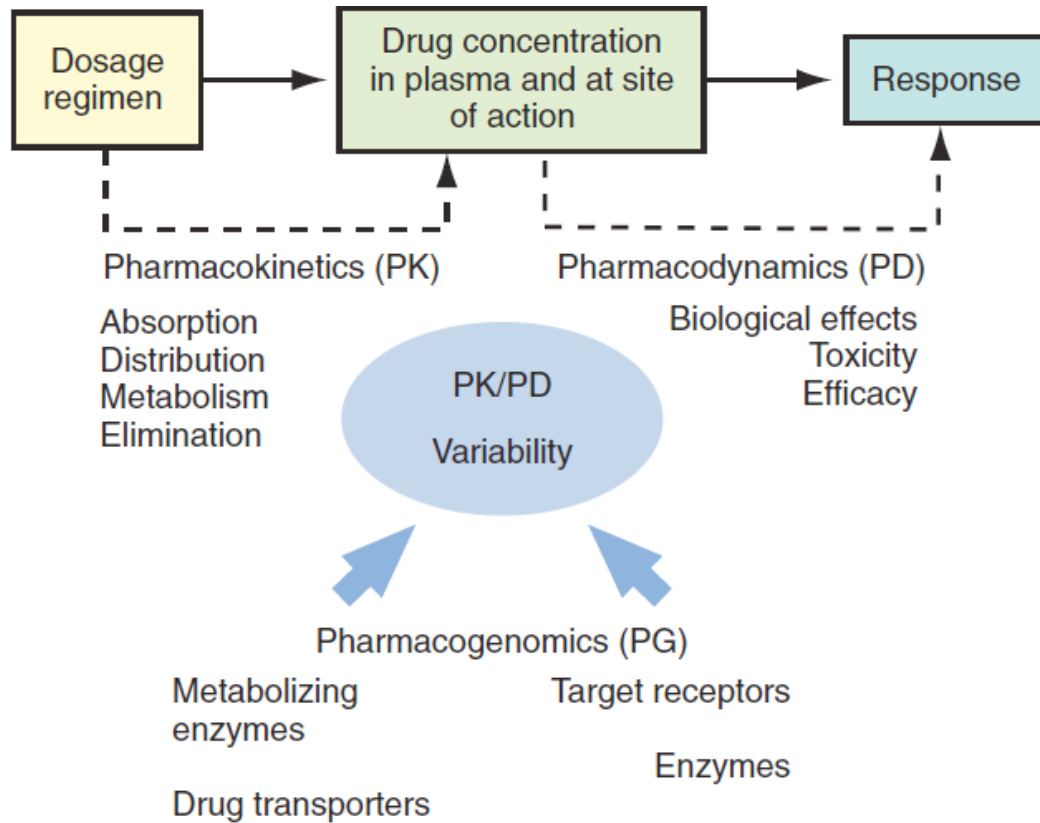 Dosage
regimen
Drug concentration
in plasma and at site
of action
Response
Pharmacokinetics (PK)
Absorption
Distribution
Metabolism
Elimination
Pharmacodynamics (PD)
Biological effects
Toxicity
Efficacy
PK/PD
Variability
Pharmacogenomics (PG)
Metabolizing
enzymes
Drug transporters
Target receptors
Enzymes